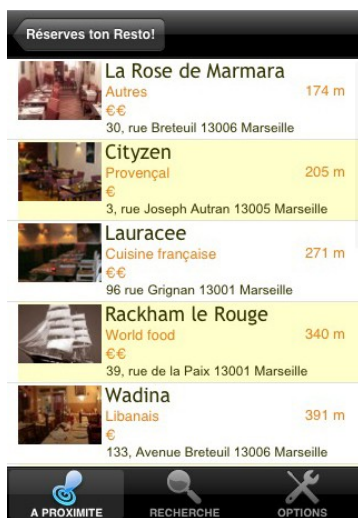 Réserves ton Resto!
La Rose de Marmara
Autres 174 m
€€
30, rue Breteuil 13006 Marseille
Cityzen
Provençal 205 m
€
3, rue Joseph Autran 13005 Marseille
Lauracee
Cuisine française 271 m
€€
96 rue Grignan 13001 Marseille
Rackham le Rouge
World food 340 m
€€
39, rue de la Paix 13001 Marseille
Wadina
Libanais 391 m
€
133, Avenue Breteuil 13006 Marseille
A PROXIMITE RECHERCHE OPTIONS